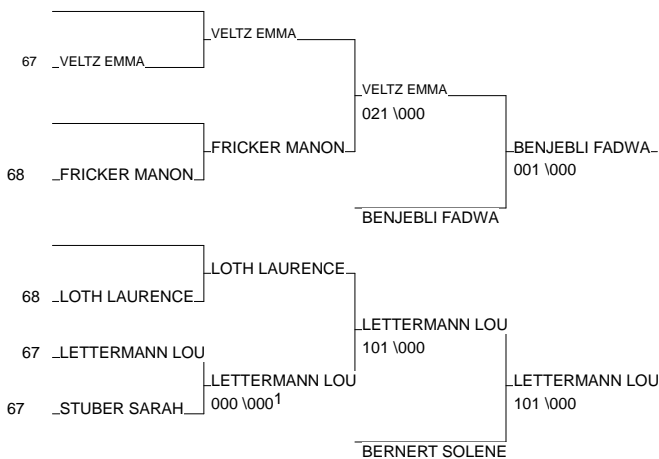 VELTZ EMMA
67 VELTZ EMMA
VELTZ EMMA
021 \000
FRICKER MANON
BENJEBLI FADWA
001 \000
68 FRICKER MANON
BENJEBLI FADWA
LOTH LAURENCE
68 LOTH LAURENCE
LETTERMANN LOU
101 \000
67 LETTERMANN LOU
LETTERMANN LOU
000 \000 1
LETTERMANN LOU
101 \000
67 STUBER SARAH
BERNERT SOLENE